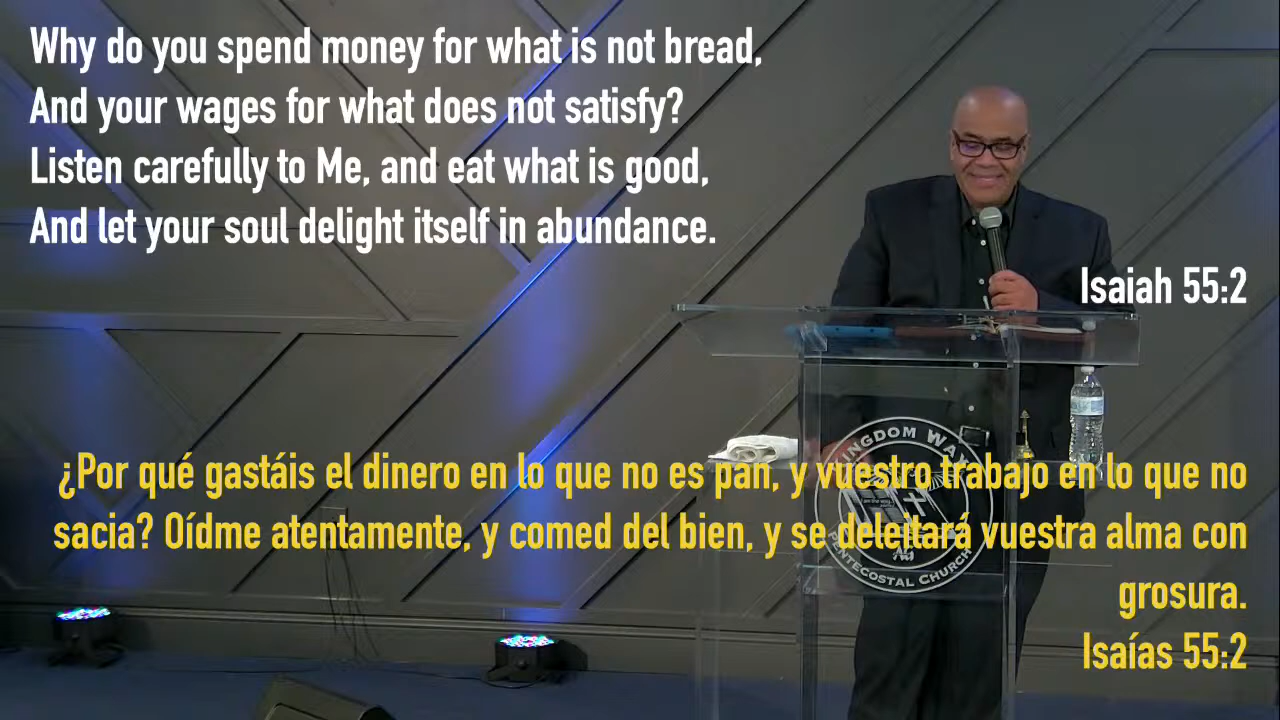 Why do you spend money for what is not bread,
And your wages for what does not satisfy?
Listen carefully to Me, and eat what is good,
And let your soul delight itself in abundance.
Isaiah 55:2
¿Por qué gastáis el dinero en lo que no es pan, y vuestro trabajo en lo que no
sacia? Oídme atentamente, y comed del bien, y se deleitará vuestra alma con
grosura.
Isaías 55:2
Kingdom Way
Pentecostal Church